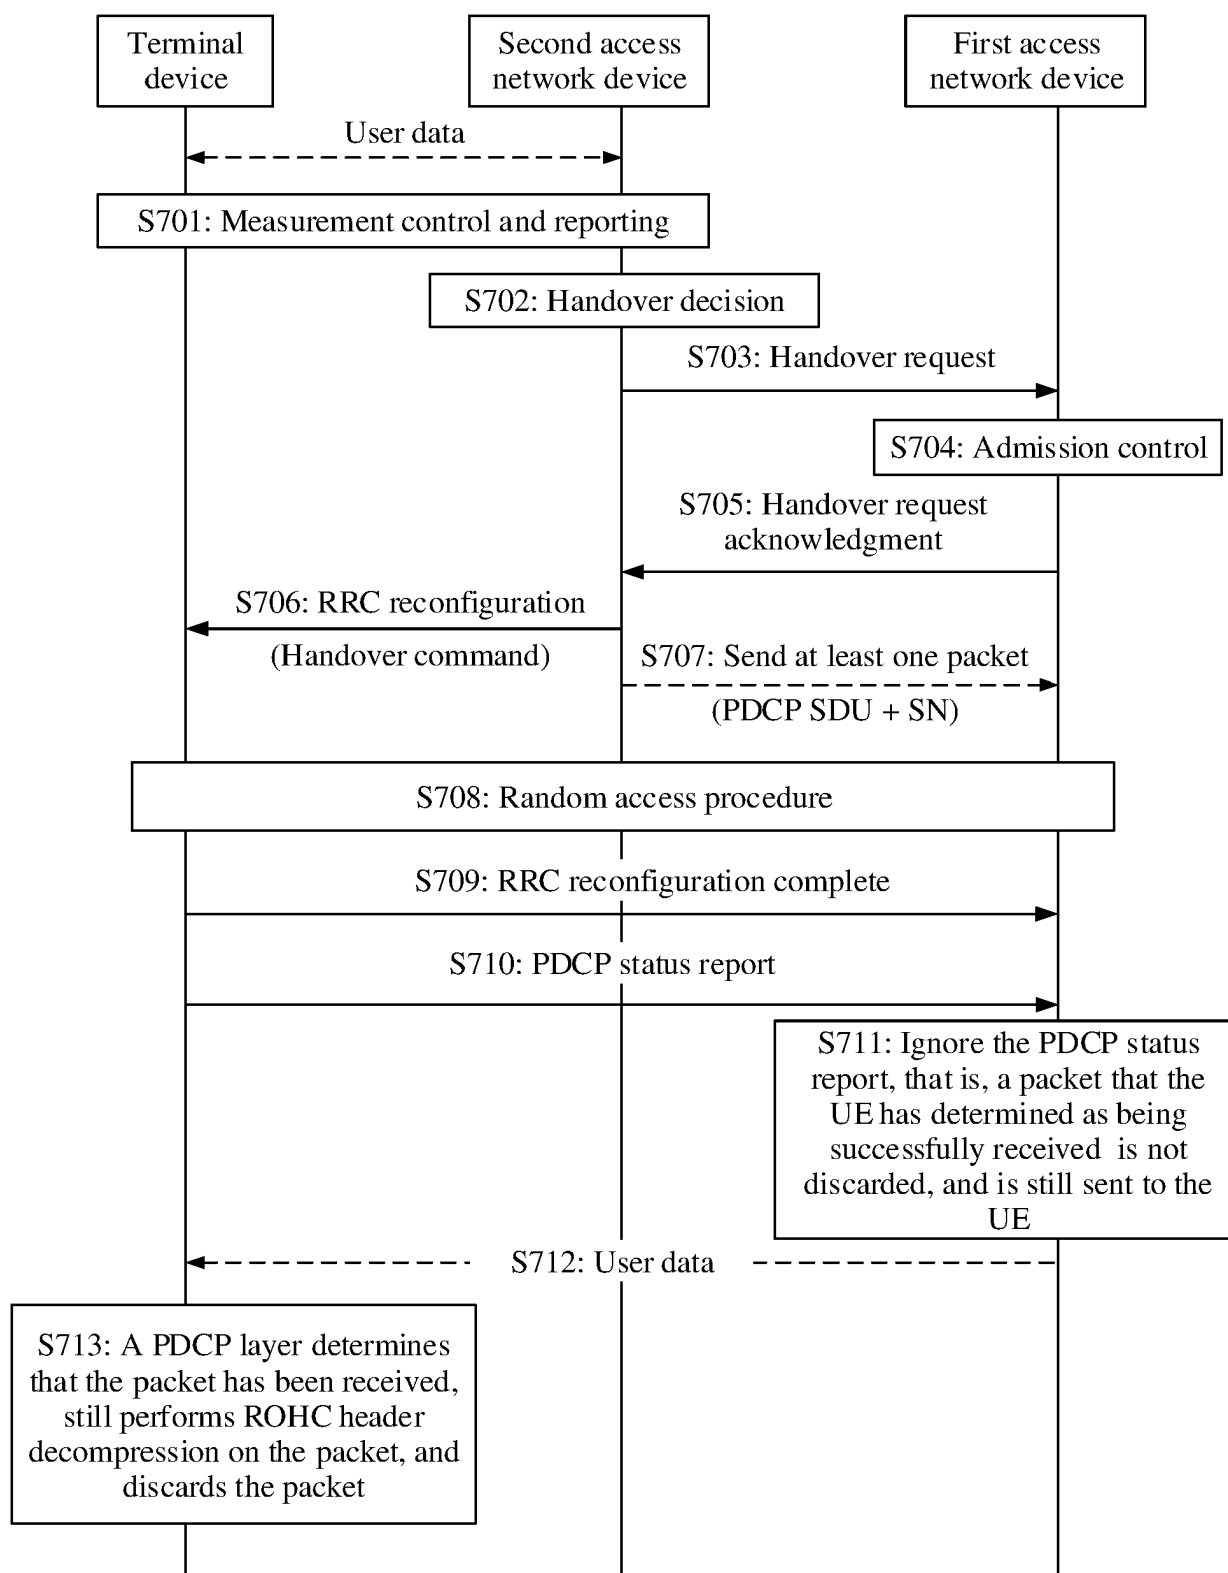 Terminal
device
Second access
network device
First access
network device
User data
S701: Measurement control and reporting
S702: Handover decision
S703: Handover request
S704: Admission control
S705: Handover request
acknowledgment
S706: RRC reconfiguration
(Handover command)
S707: Send at least one packet
(PDCP SDU + SN)
S708: Random access procedure
S709: RRC reconfiguration complete
S710: PDCP status report
S711: Ignore the PDCP status
report, that is, a packet that the
UE has determined as being
successfully received is not
discarded, and is still sent to the
UE
S712: User data
S713: A PDCP layer determines
that the packet has been received,
still performs ROHC header
decompression on the packet, and
discards the packet